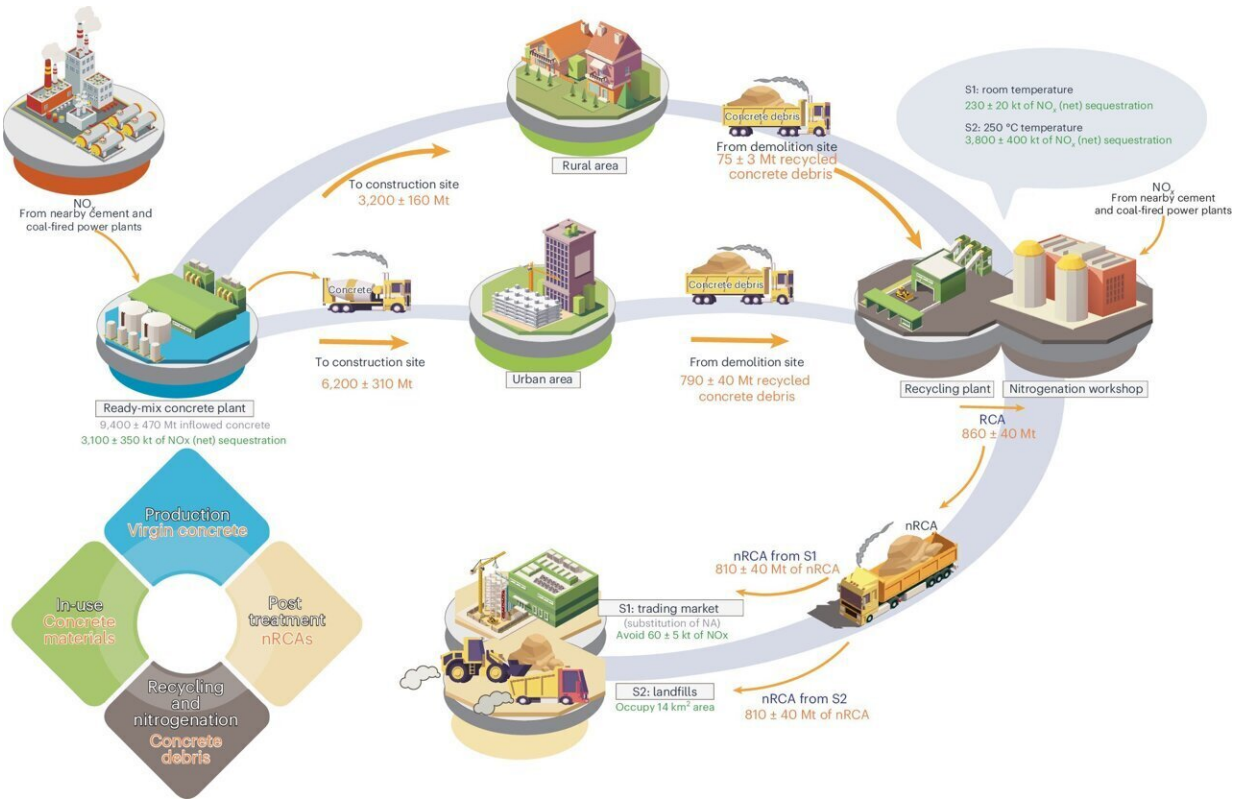 NOₓ
From nearby cement and
coal-fired power plants
To construction site
3,200 ± 160 Mt
Rural area
Concrete debris
From demolition site
75 ± 3 Mt recycled
concrete debris
S1: room temperature
230 ± 20 kt of NOₓ (net) sequestration
S2: 250 °C temperature
3,800 ± 400 kt of NOₓ (net) sequestration
NOₓ
From nearby cement
and coal-fired power plants
Concrete
To construction site
6,200 ± 310 Mt
Urban area
Concrete debris
From demolition site
790 ± 40 Mt recycled
concrete debris
Recycling plant
Nitrogenation workshop
Ready-mix concrete plant
9,400 ± 470 Mt inflowed concrete
3,100 ± 350 kt of NOx (net) sequestration
RCA
860 ± 40 Mt
nRCA
nRCA from S1
810 ± 40 Mt of nRCA
S1: trading market
(substitution of NA)
Avoid 60 ± 5 kt of NOx
S2: landfills
Occupy 14 km² area
nRCA from S2
810 ± 40 Mt of nRCA
Production
Virgin concrete
In-use
Concrete
materials
Post
treatment
nRCAs
Recycling
and
nitrogenation
Concrete
debris